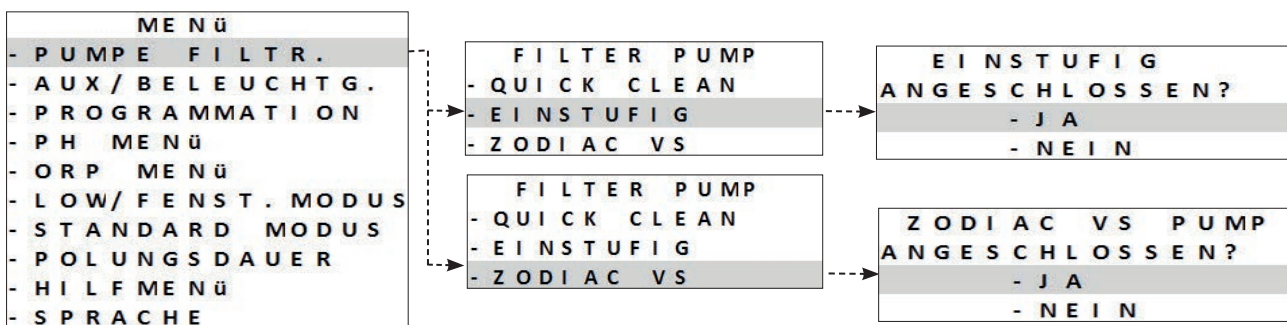 MENü
- PUMPE FILTR.
- AUX/BELEUCHTG.
- PROGRAMMATION
- PH MENü
- ORP MENü
- LOW/FENST.MODUS
- STANDARD MODUS
- POLUNGSDAUER
- HILFMENü
- SPRACHE
FILTER PUMP
- QUICK CLEAN
- EINSTUFIG
- ZODIAC VS
EINSTUFIG
ANGESCHLOSSEN?
- JA
- NEIN
FILTER PUMP
- QUICK CLEAN
- EINSTUFIG
- ZODIAC VS
ZODIAC VS PUMP
ANGESCHLOSSEN?
- JA
- NEIN